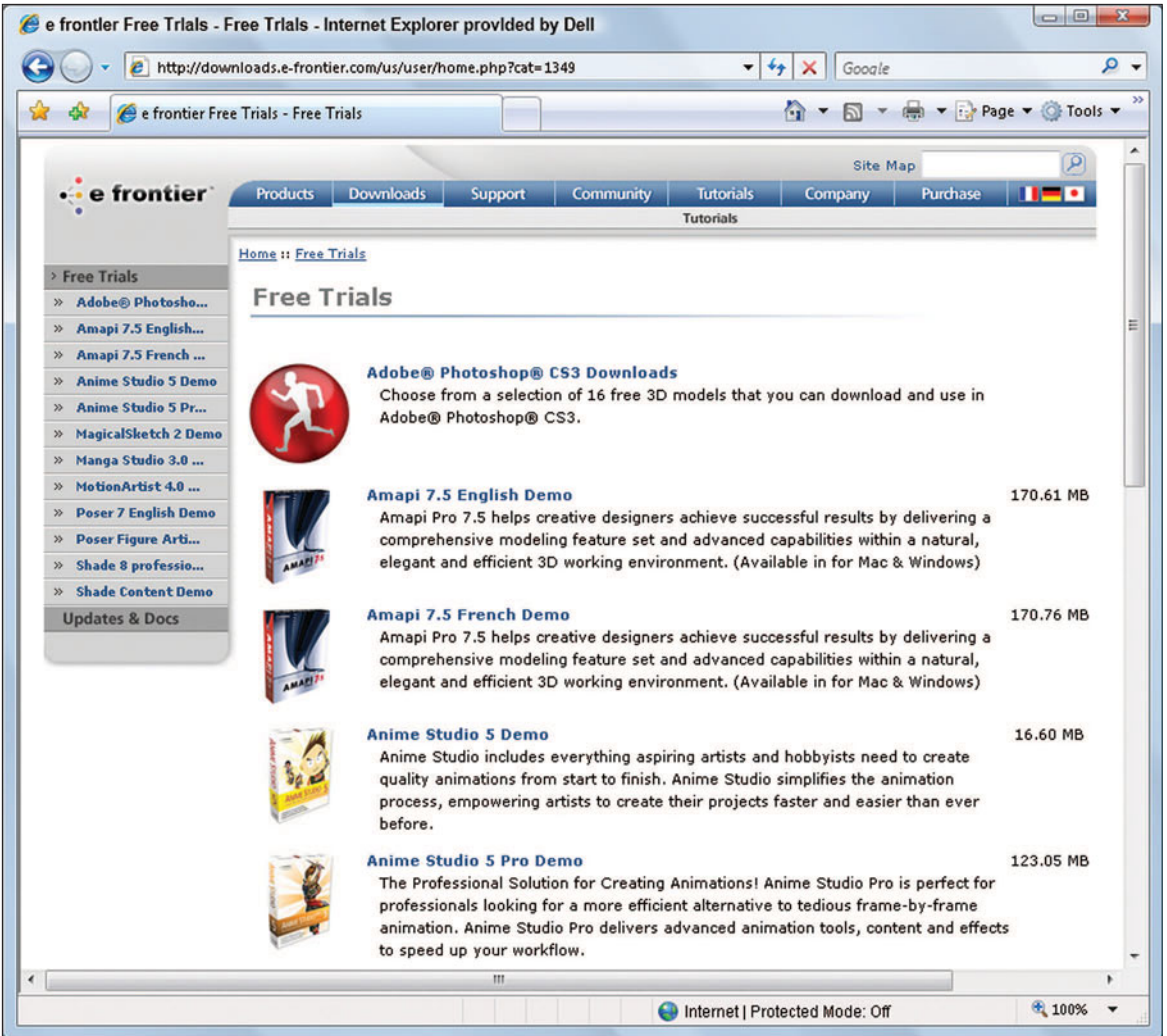 e frontier Free Trials - Free Trials - Internet Explorer provided by Dell
http://downloads.e-frontier.com/us/user/home.php?cat=1349
Google
e frontier Free Trials - Free Trials
Page
Tools
Site Map
e frontier
Products Downloads Support Community Tutorials Company Purchase
Tutorials
Home :: Free Trials
Free Trials
Adobe® Photosho...
Amapi 7.5 English...
Amapi 7.5 French ...
Anime Studio 5 Demo
Anime Studio 5 Pr...
MagicalSketch 2 Demo
Manga Studio 3.0 ...
MotionArtist 4.0 ...
Poser 7 English Demo
Poser Figure Arti...
Shade 8 professio...
Shade Content Demo
Updates & Docs
Free Trials
Adobe® Photoshop® CS3 Downloads
Choose from a selection of 16 free 3D models that you can download and use in
Adobe® Photoshop® CS3.
Amapi 7.5 English Demo 170.61 MB
Amapi Pro 7.5 helps creative designers achieve successful results by delivering a
comprehensive modeling feature set and advanced capabilities within a natural,
elegant and efficient 3D working environment. (Available in for Mac & Windows)
Amapi 7.5 French Demo 170.76 MB
Amapi Pro 7.5 helps creative designers achieve successful results by delivering a
comprehensive modeling feature set and advanced capabilities within a natural,
elegant and efficient 3D working environment. (Available in for Mac & Windows)
Anime Studio 5 Demo 16.60 MB
Anime Studio includes everything aspiring artists and hobbyists need to create
quality animations from start to finish. Anime Studio simplifies the animation
process, empowering artists to create their projects faster and easier than ever
before.
Anime Studio 5 Pro Demo 123.05 MB
The Professional Solution for Creating Animations! Anime Studio Pro is perfect for
professionals looking for a more efficient alternative to tedious frame-by-frame
animation. Anime Studio Pro delivers advanced animation tools, content and effects
to speed up your workflow.
Internet | Protected Mode: Off
100%